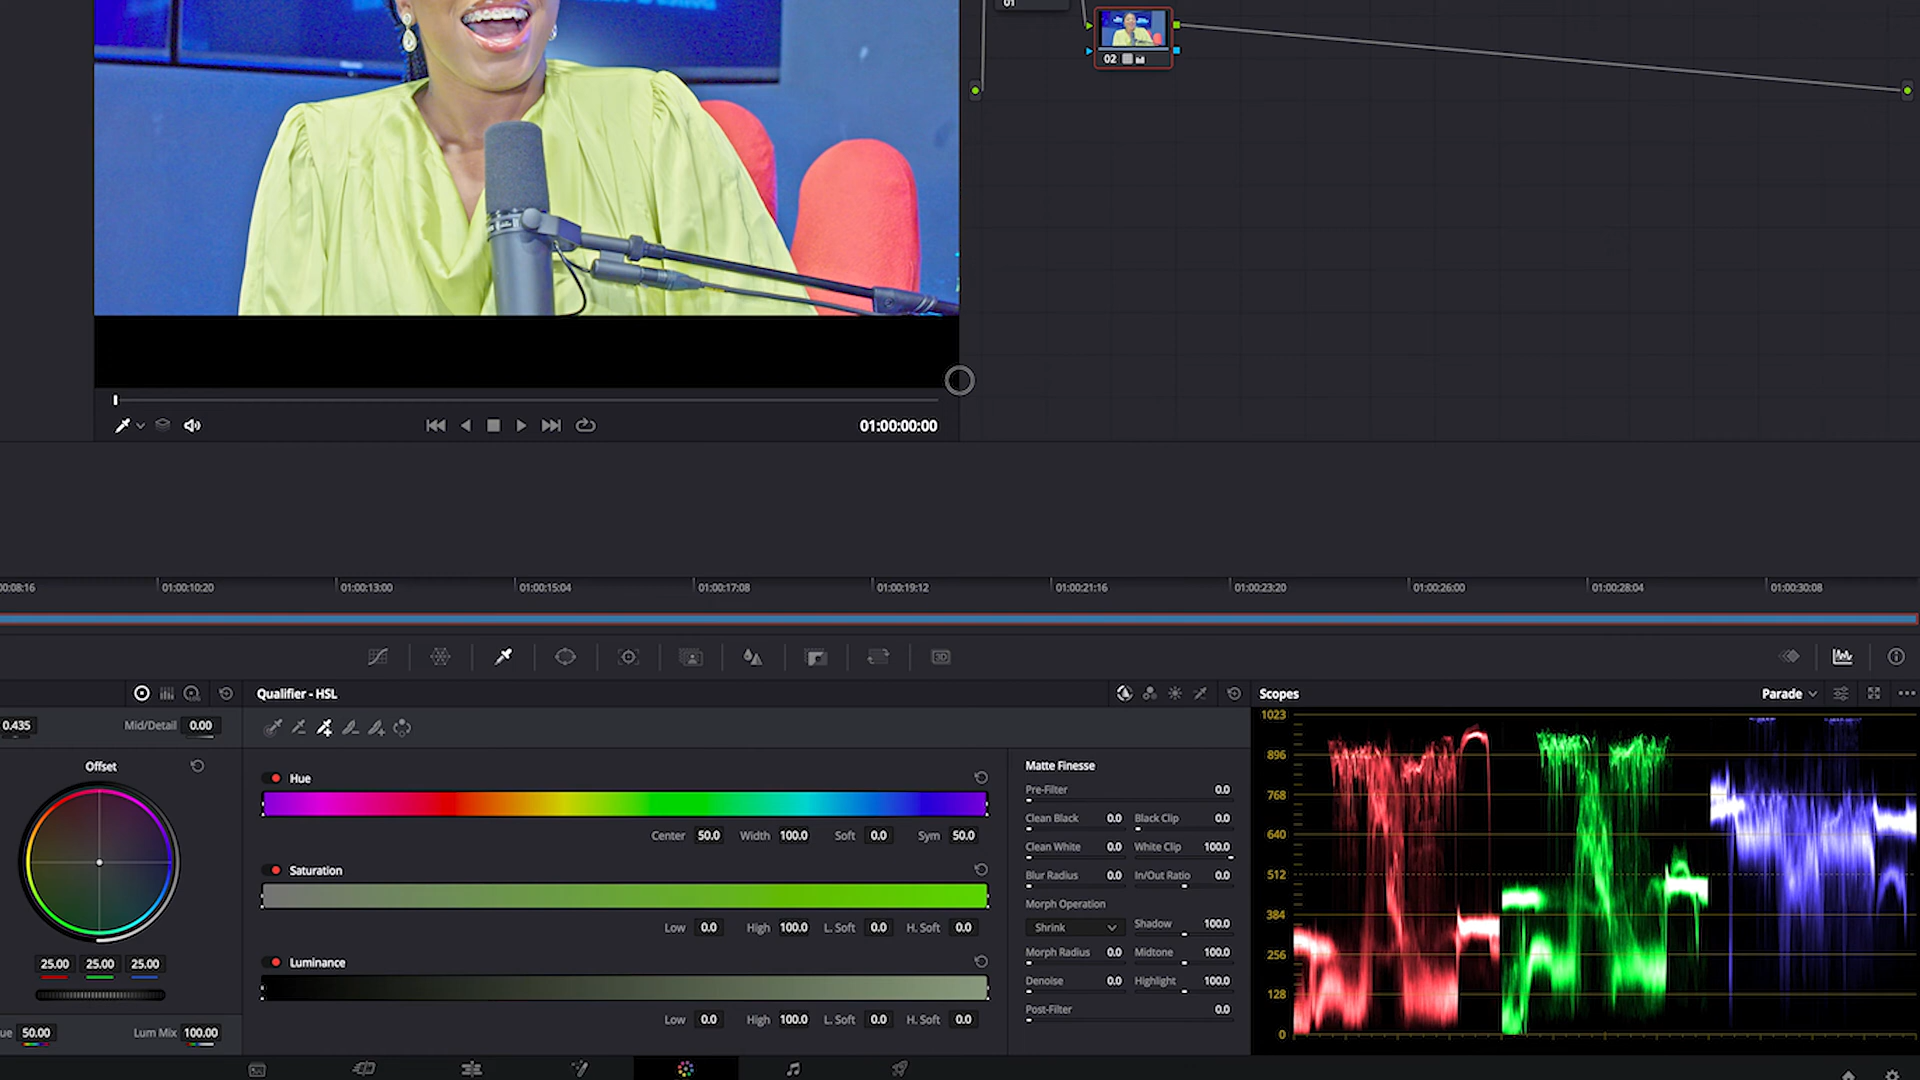 01
02
01:00:00:00
00:08:16
01:00:10:20
01:00:13:00
01:00:15:04
01:00:17:08
01:00:19:12
01:00:21:16
01:00:23:20
01:00:26:00
01:00:28:04
01:00:30:08
3D
0.435
Mid/Detail 0.00
Offset
25.00 25.00 25.00
ue 50.00 Lum Mix 100.00
Qualifier - HSL
Hue
Center 50.0 Width 100.0 Soft 0.0 Sym 50.0
Saturation
Low 0.0 High 100.0 L. Soft 0.0 H. Soft 0.0
Luminance
Low 0.0 High 100.0 L. Soft 0.0 H. Soft 0.0
Matte Finesse
Pre-Filter 0.0
Clean Black 0.0 Black Clip 0.0
Clean White 0.0 White Clip 100.0
Blur Radius 0.0 In/Out Ratio 0.0
Morph Operation
Shrink Shadow 100.0
Morph Radius 0.0 Midtone 100.0
Denoise 0.0 Highlight 100.0
Post-Filter 0.0
Scopes Parade
1023
896
768
640
512
384
256
128
0